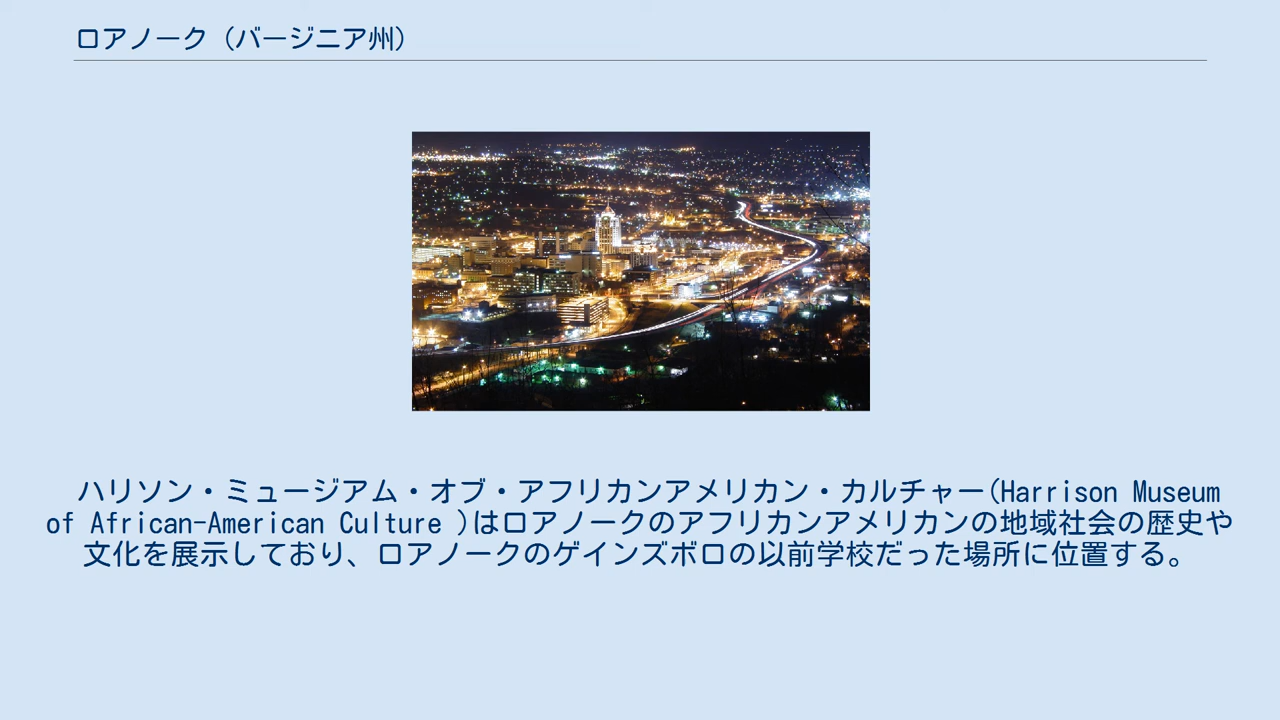 ロアノーク（バージニア州）
ハリソン・ミュージアム・オブ・アフリカンアメリカン・カルチャー(Harrison Museum
of African-American Culture )はロアノークのアフリカンアメリカンの地域社会の歴史や
文化を展示しており、ロアノークのゲインズボロの以前学校だった場所に位置する。